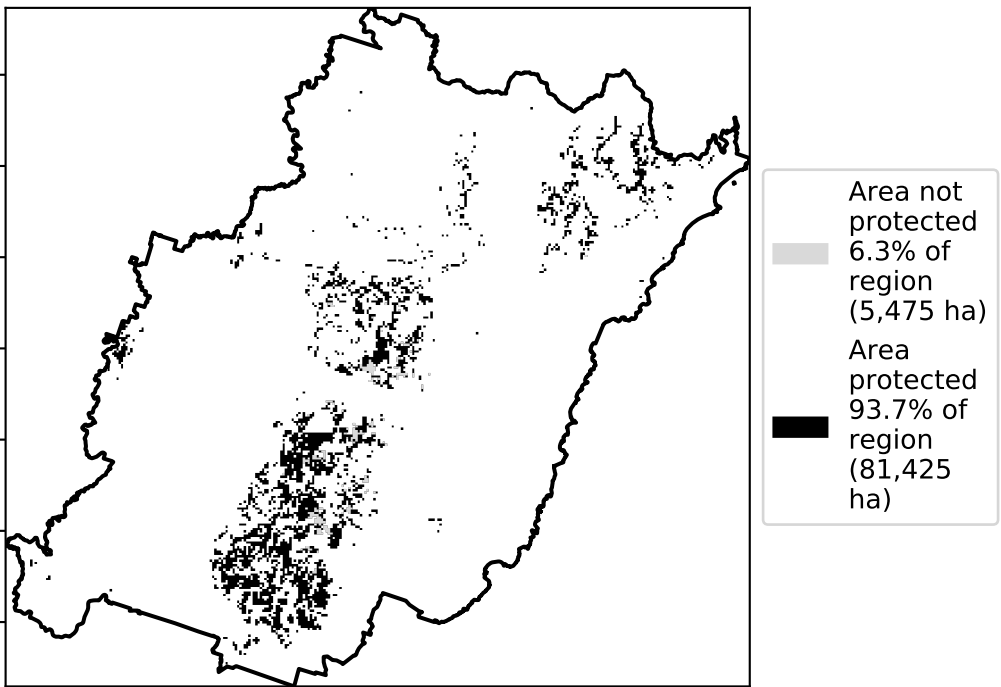 Area not
protected
6.3% of
region
(5,475 ha)
Area
protected
93.7% of
region
(81,425
ha)